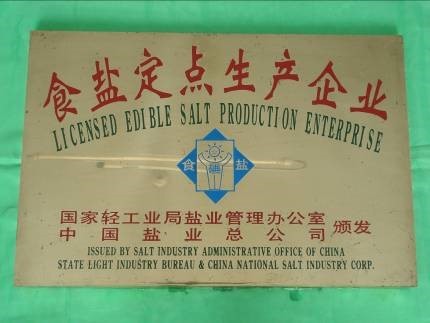 食盐定点生产企业
LICENSED EDIBLE SALT PRODUCTION ENTERPRISE
食 碘 盐
国家轻工业局盐业管理办公室
中国盐业总公司 颁发
ISSUED BY SALT INDUSTRY ADMINISTRATIVE OFFICE OF CHINA
STATE LIGHT INDUSTRY BUREAU & CHINA NATIONAL SALT INDUSTRY CORP.